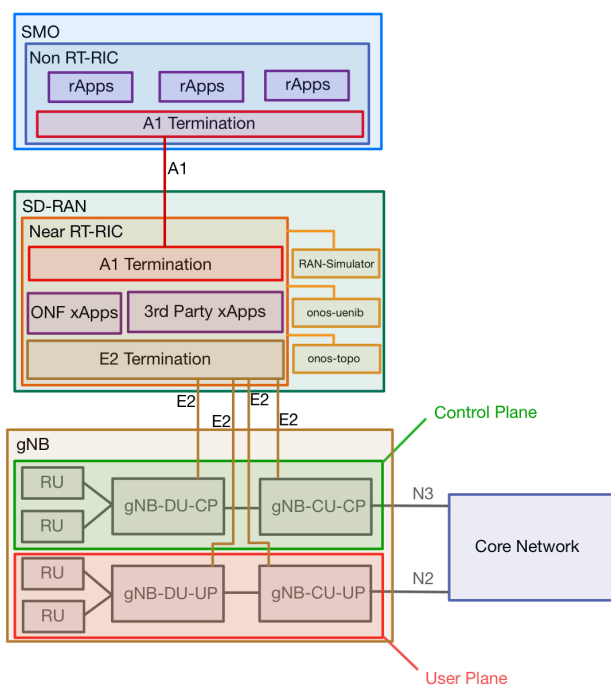 SMO
Non RT-RIC
rApps
rApps
rApps
A1 Termination
A1
SD-RAN
Near RT-RIC
A1 Termination
RAN-Simulator
ONF xApps
3rd Party xApps
onos-uenib
E2 Termination
onos-topo
E2
E2
E2
E2
Control Plane
gNB
RU
RU
gNB-DU-CP
gNB-CU-CP
N3
Core Network
RU
RU
gNB-DU-UP
gNB-CU-UP
N2
User Plane